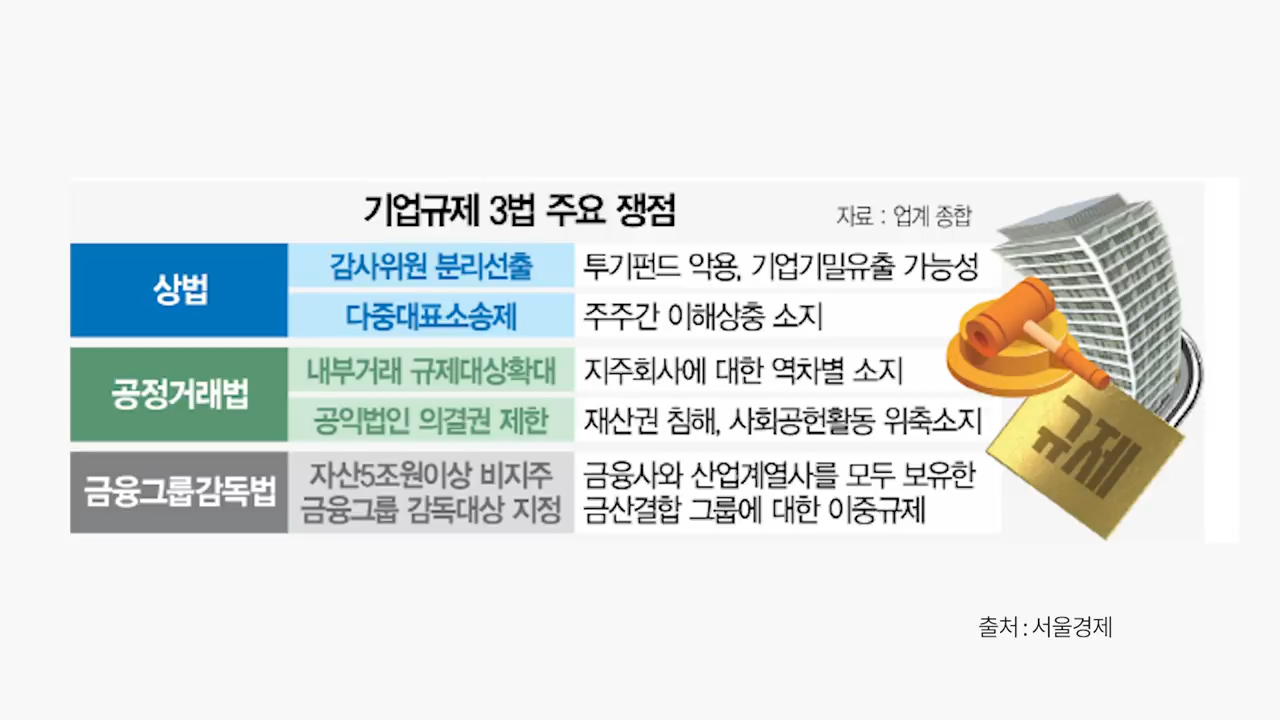 기업규제 3법 주요 쟁점
자료 : 업계 종합
상법
감사위원 분리선출
투기펀드 악용, 기업기밀유출 가능성
다중대표소송제
주주간 이해상충 소지
공정거래법
내부거래 규제대상확대
지주회사에 대한 역차별 소지
공익법인 의결권 제한
재산권 침해, 사회공헌활동 위축소지
금융그룹감독법
자산5조원이상 비지주
금융그룹 감독대상 지정
금융사와 산업계열사를 모두 보유한
금산결합 그룹에 대한 이중규제
규제
출처 : 서울경제